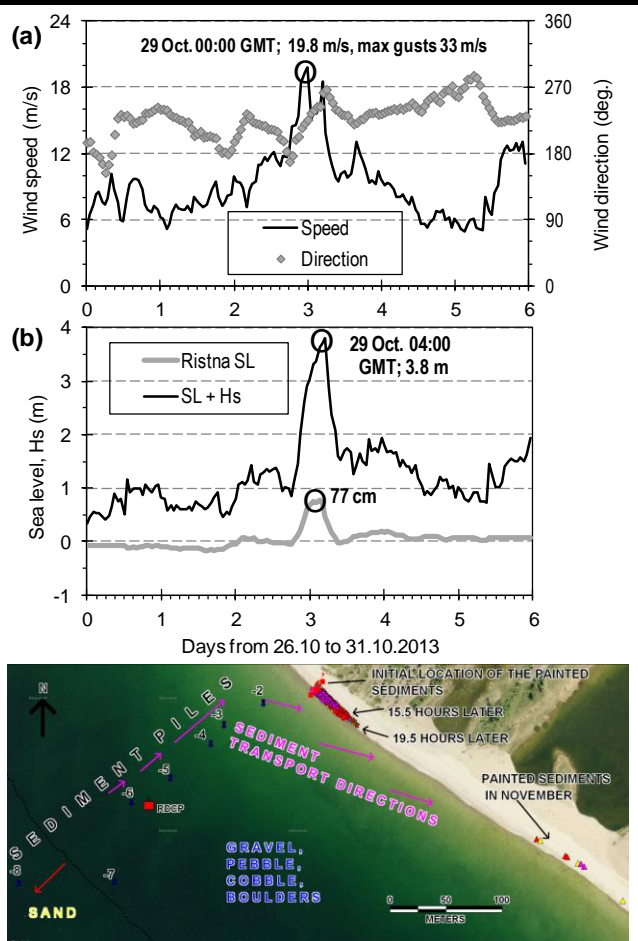 (a)
29 Oct. 00:00 GMT; 19.8 m/s, max gusts 33 m/s
Wind speed (m/s)
24
18
12
6
0
Wind direction (deg.)
360
270
180
90
0
Speed
Direction
0 1 2 3 4 5 6
(b)
Ristna SL
SL + Hs
29 Oct. 04:00
GMT; 3.8 m
77 cm
Sea level, Hs (m)
4
3
2
1
0
-1
0 1 2 3 4 5 6
Days from 26.10 to 31.10.2013
N
SEDIMENT PILES
-2
-3
-4
-5
-6
-7
-8
RDCP
SAND
SEDIMENT
TRANSPORT DIRECTIONS
GRAVEL,
PEBBLE,
COBBLE,
BOULDERS
INITIAL LOCATION OF THE PAINTED
SEDIMENTS
15.5 HOURS LATER
19.5 HOURS LATER
PAINTED SEDIMENTS
IN NOVEMBER
0 50 100
METERS